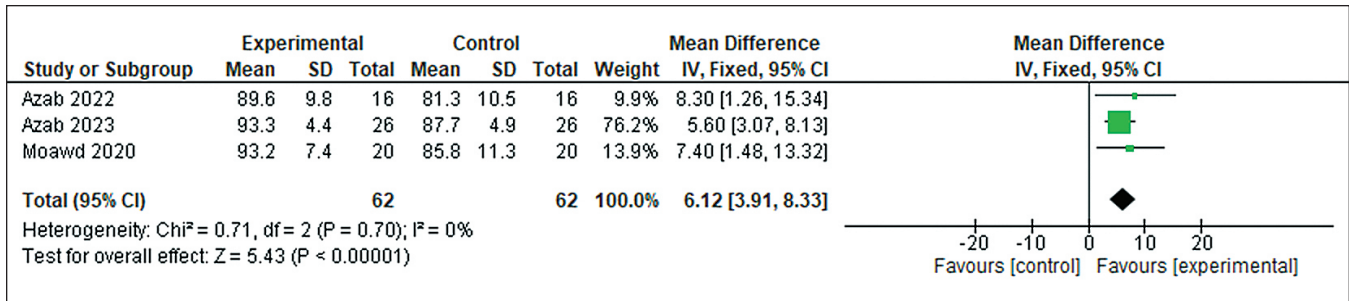 Experimental Control Mean Difference Mean Difference
Study or Subgroup Mean SD Total Mean SD Total Weight IV, Fixed, 95% CI IV, Fixed, 95% CI
Azab 2022 89.6 9.8 16 81.3 10.5 16 9.9% 8.30 [1.26, 15.34]
Azab 2023 93.3 4.4 26 87.7 4.9 26 76.2% 5.60 [3.07, 8.13]
Moawd 2020 93.2 7.4 20 85.8 11.3 20 13.9% 7.40 [1.48, 13.32]
Total (95% CI) 62 62 100.0% 6.12 [3.91, 8.33]
Heterogeneity: Chi² = 0.71, df = 2 (P = 0.70); I² = 0%
Test for overall effect: Z = 5.43 (P < 0.00001)
-20 -10 0 10 20
Favours [control] Favours [experimental]